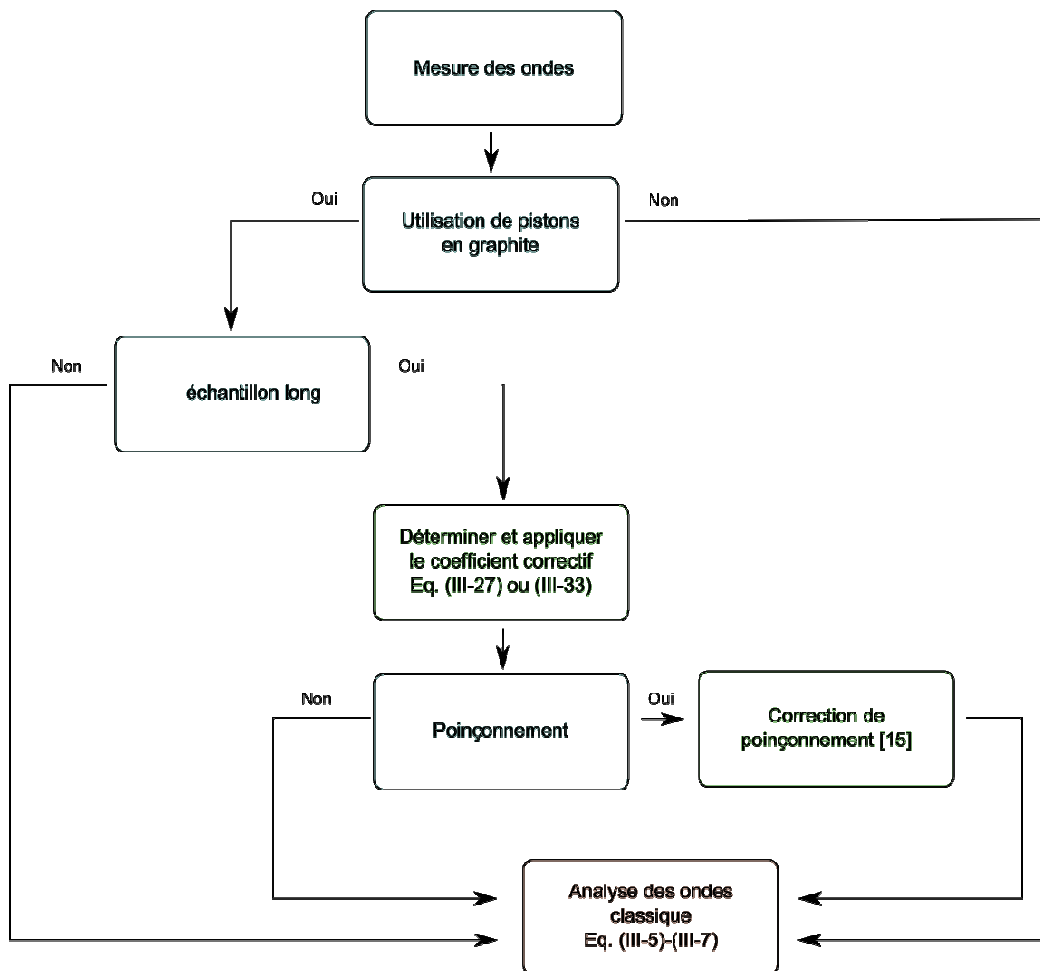 Mesure des ondes
Oui
Utilisation de pistons
en graphite
Non
Non
échantillon long
Oui
Déterminer et appliquer
le coefficient correctif
Eq. (III-27) ou (III-33)
Non
Poinçonnement
Oui
Correction de
poinçonnement [15]
Analyse des ondes
classique
Eq. (III-5)-(III-7)